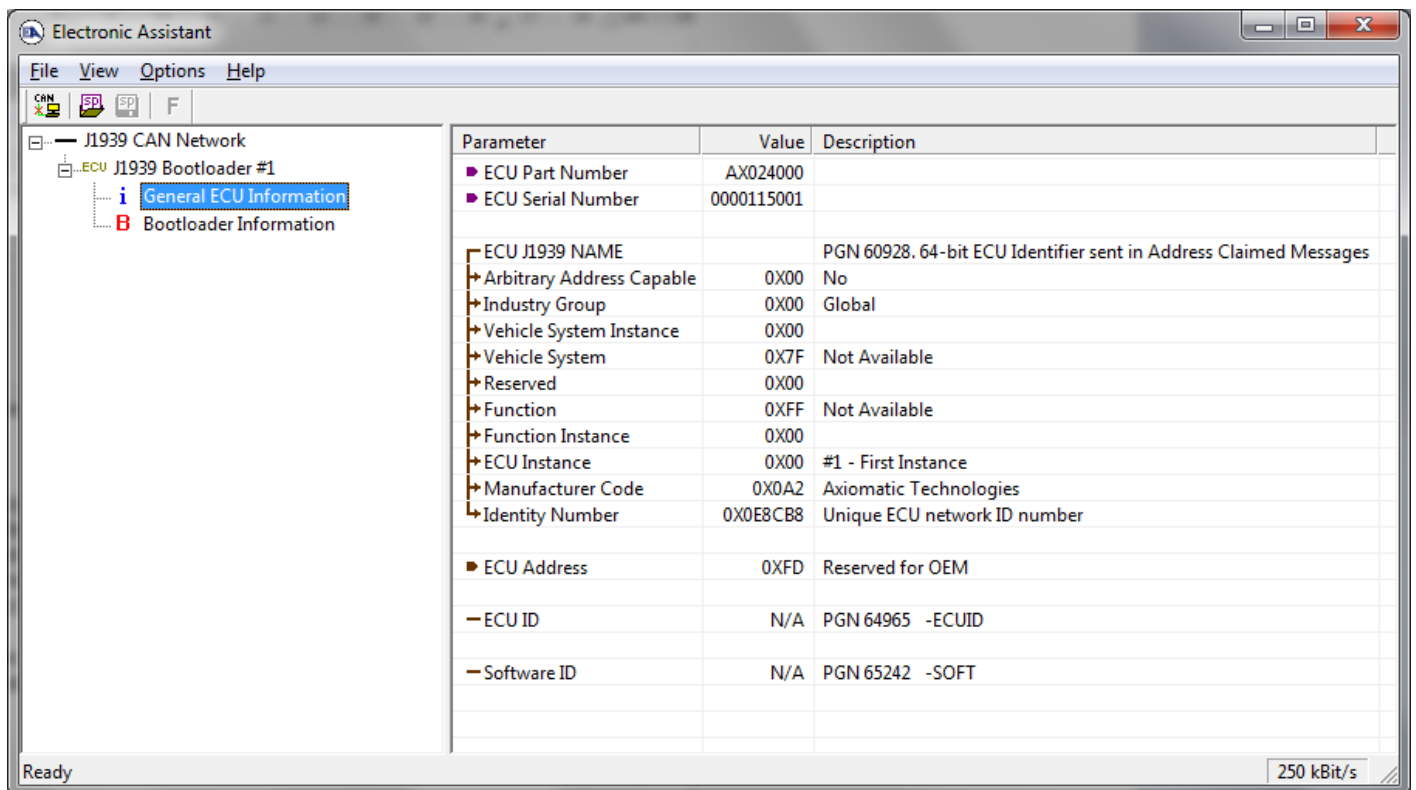 EA Electronic Assistant
File View Options Help
CAN SP SP F
J1939 CAN Network
ECU J1939 Bootloader #1
i General ECU Information
B Bootloader Information
Parameter Value Description
ECU Part Number AX024000
ECU Serial Number 0000115001
ECU J1939 NAME PGN 60928. 64-bit ECU Identifier sent in Address Claimed Messages
Arbitrary Address Capable 0X00 No
Industry Group 0X00 Global
Vehicle System Instance 0X00
Vehicle System 0X7F Not Available
Reserved 0X00
Function 0XFF Not Available
Function Instance 0X00
ECU Instance 0X00 #1 - First Instance
Manufacturer Code 0X0A2 Axiomatic Technologies
Identity Number 0X0E8CB8 Unique ECU network ID number
ECU Address 0XFD Reserved for OEM
ECU ID N/A PGN 64965 -ECUID
Software ID N/A PGN 65242 -SOFT
Ready 250 kBit/s